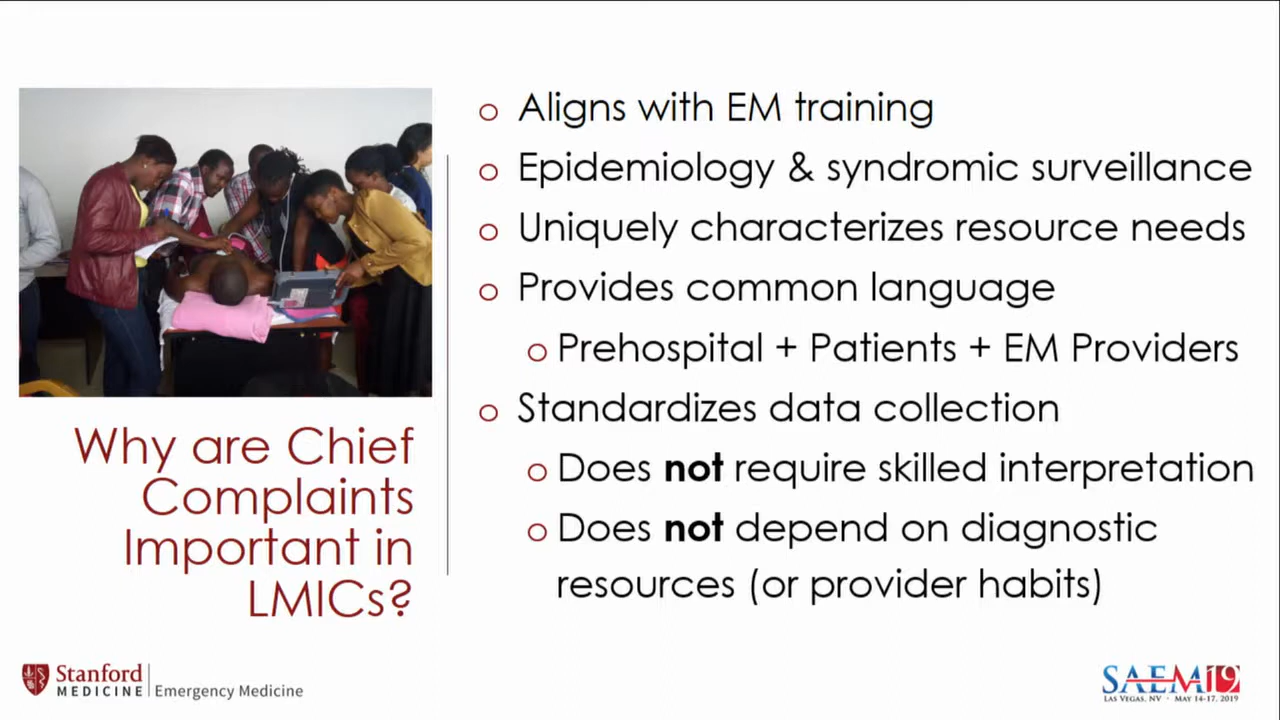 Why are Chief
Complaints
Important in
LMICs?
o Aligns with EM training
o Epidemiology & syndromic surveillance
o Uniquely characterizes resource needs
o Provides common language
o Prehospital + Patients + EM Providers
o Standardizes data collection
o Does not require skilled interpretation
o Does not depend on diagnostic
resources (or provider habits)
Stanford
MEDICINE
Emergency Medicine
SAEM19
LAS VEGAS, NV · MAY 14-17, 2019